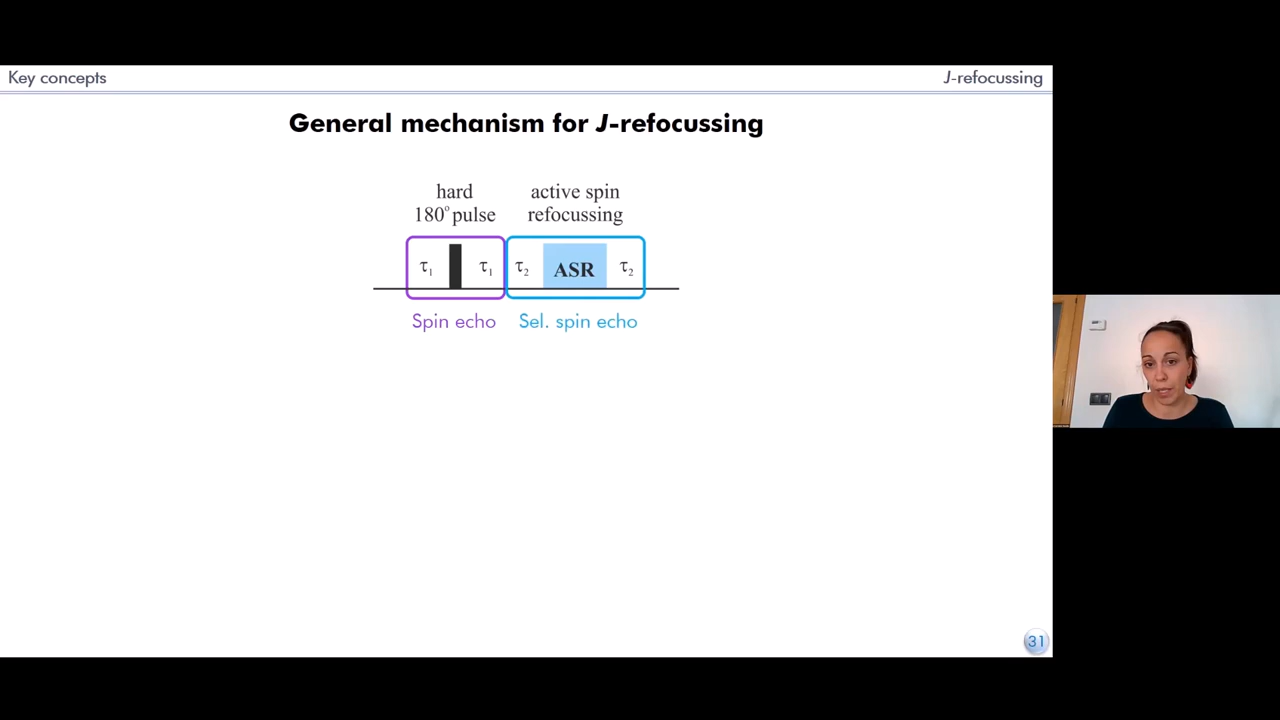 Key concepts
J-refocussing
General mechanism for J-refocussing
hard
180° pulse
active spin
refocussing
τ₁ τ₁ τ₂ ASR τ₂
Spin echo
Sel. spin echo
31